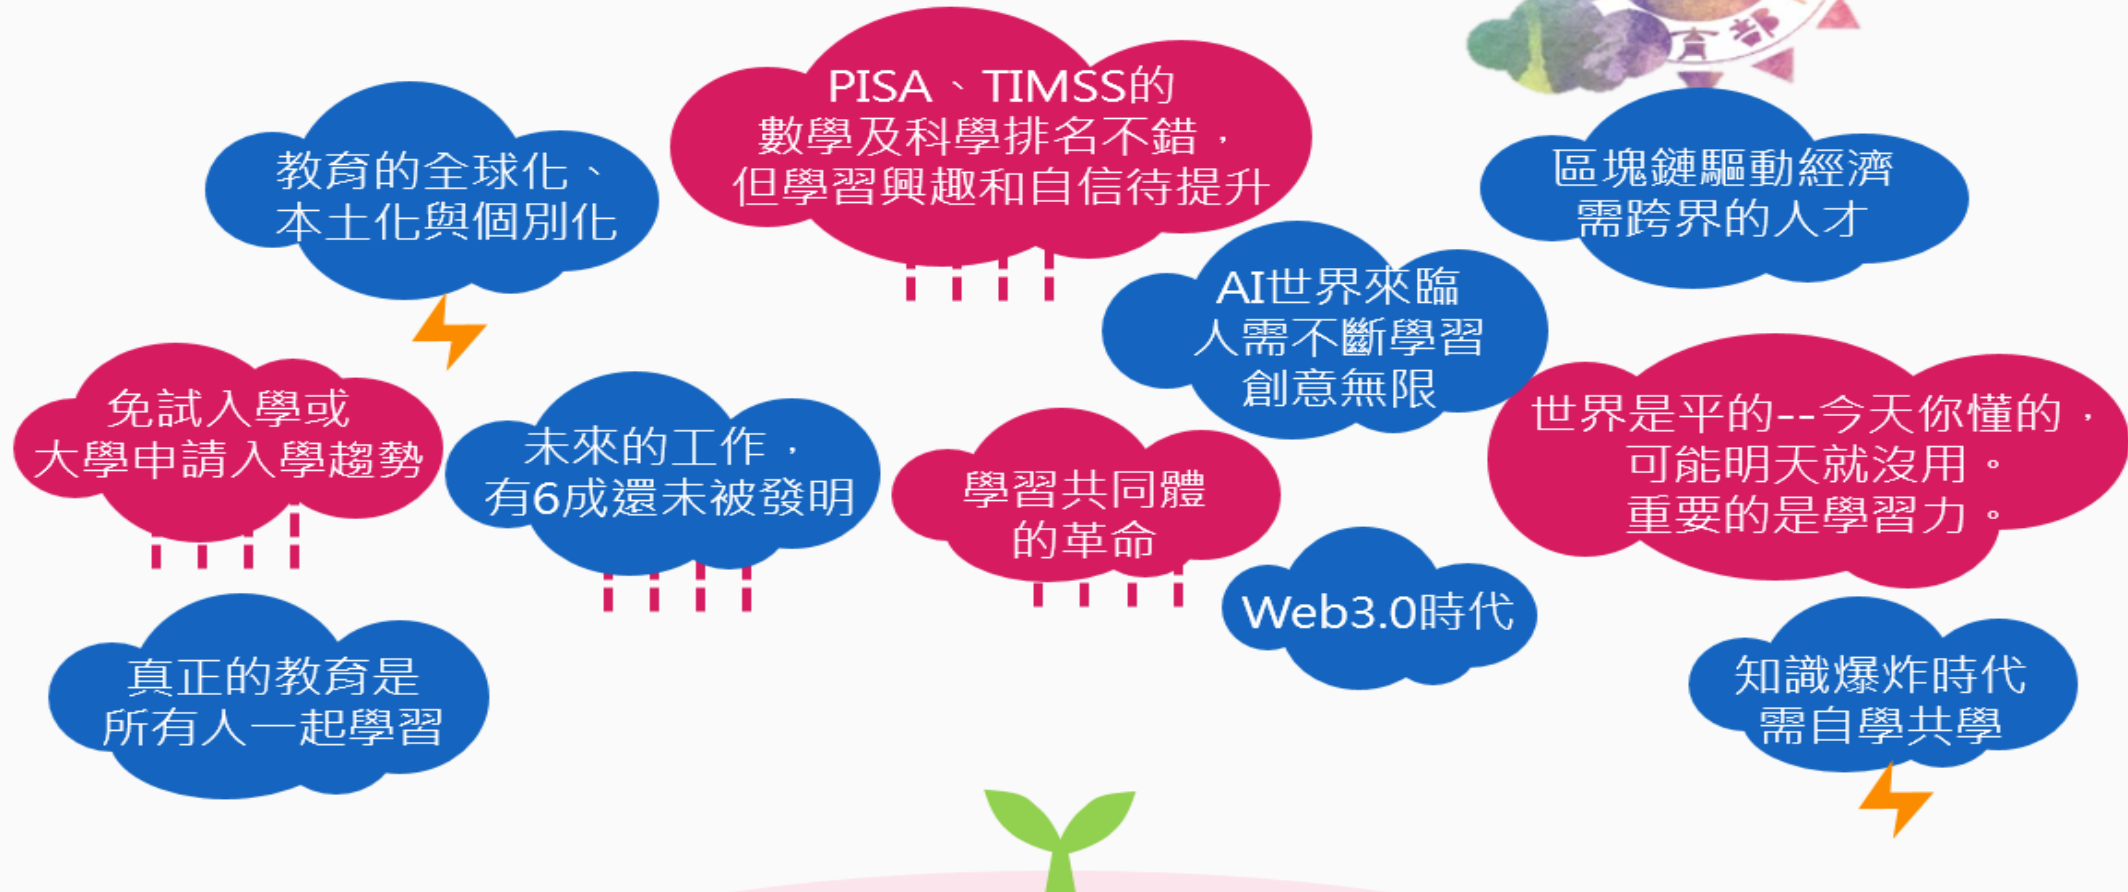 育部
PISA、TIMSS的
數學及科學排名不錯，
但學習興趣和自信待提升
教育的全球化、
本土化與個別化
區塊鏈驅動經濟
需跨界的人才
AI世界來臨
人需不斷學習
創意無限
免試入學或
大學申請入學趨勢
未來的工作，
有6成還未被發明
學習共同體
的革命
世界是平的--今天你懂的，
可能明天就沒用。
重要的是學習力。
Web3.0時代
真正的教育是
所有人一起學習
知識爆炸時代
需自學共學